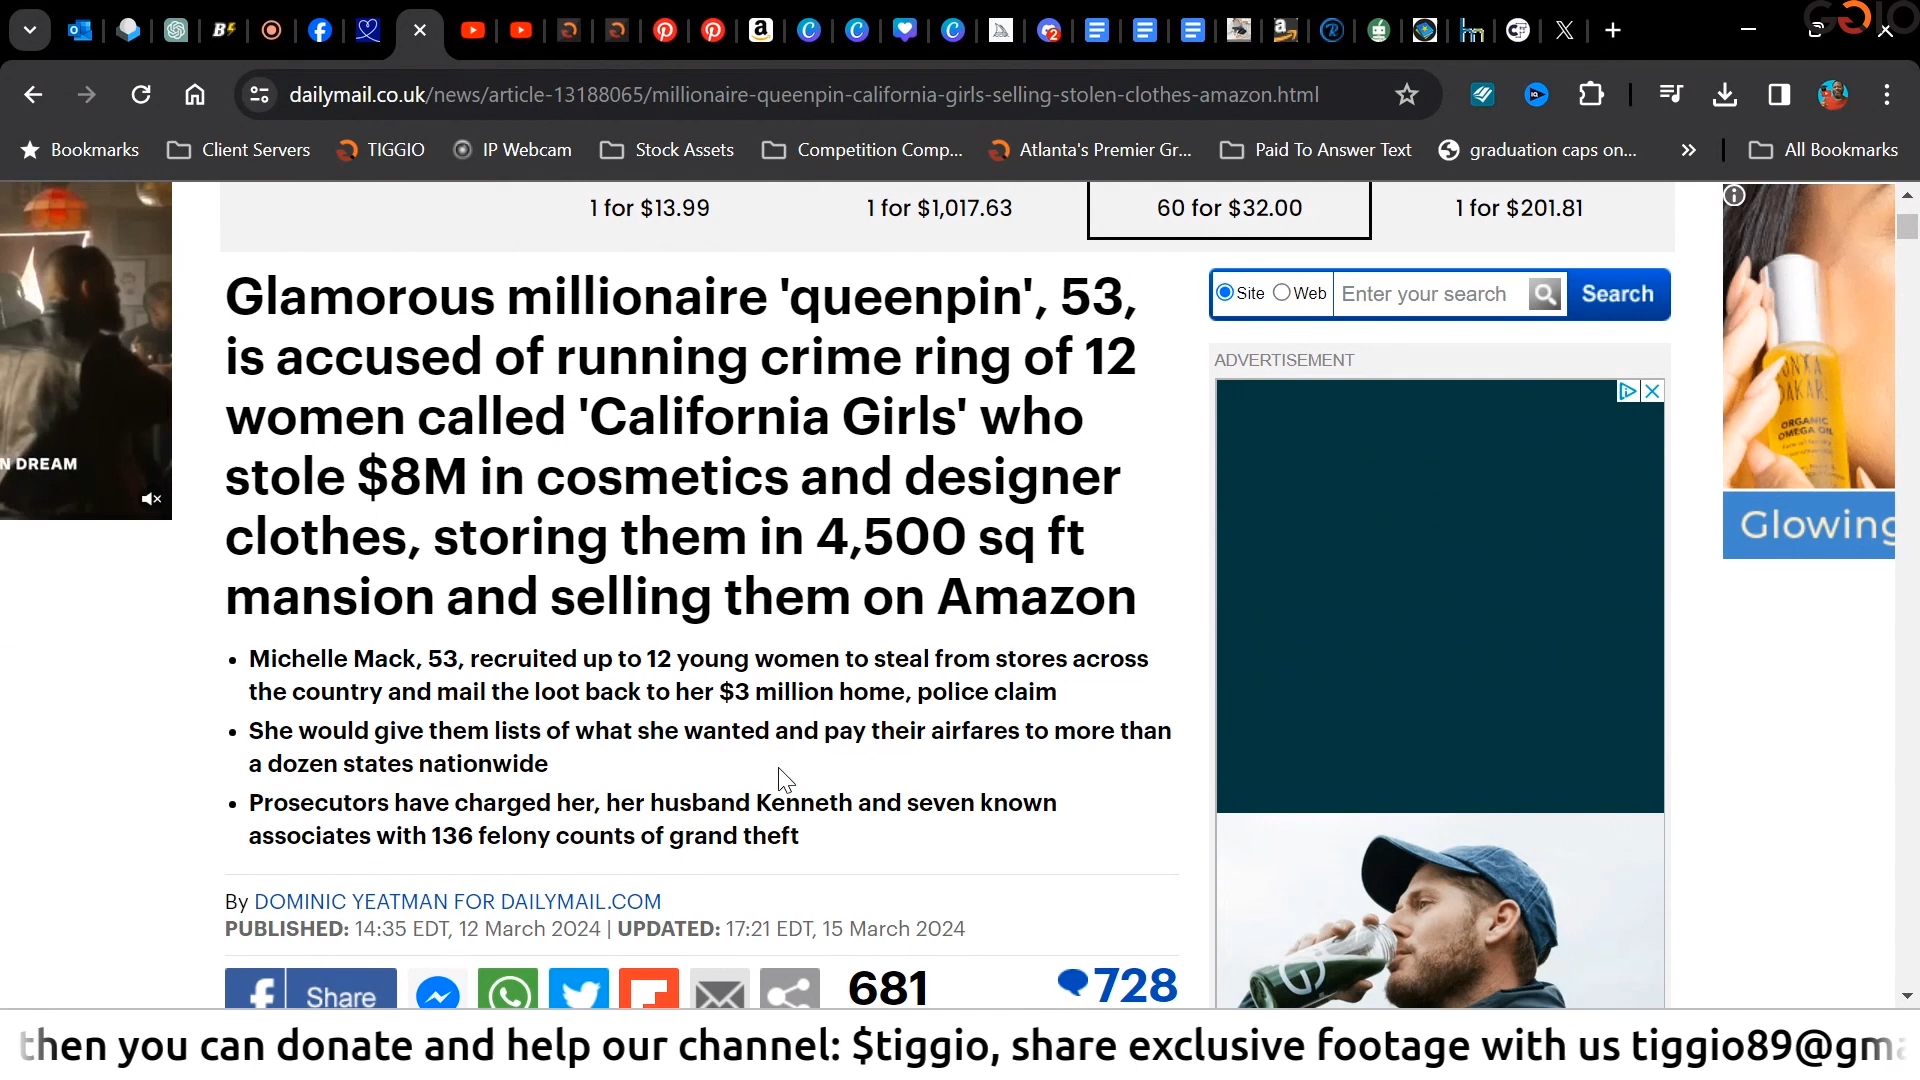 GGIO
dailymail.co.uk/news/article-13188065/millionaire-queenpin-california-girls-selling-stolen-clothes-amazon.html
Bookmarks Client Servers TIGGIO IP Webcam Stock Assets Competition Comp... Atlanta's Premier Gr... Paid To Answer Text graduation caps on... » All Bookmarks
1 for $13.99 1 for $1,017.63 60 for $32.00 1 for $201.81
Glamorous millionaire 'queenpin', 53,
is accused of running crime ring of 12
women called 'California Girls' who
stole $8M in cosmetics and designer
clothes, storing them in 4,500 sq ft
mansion and selling them on Amazon
• Michelle Mack, 53, recruited up to 12 young women to steal from stores across
the country and mail the loot back to her $3 million home, police claim
• She would give them lists of what she wanted and pay their airfares to more than
a dozen states nationwide
• Prosecutors have charged her, her husband Kenneth and seven known
associates with 136 felony counts of grand theft
By DOMINIC YEATMAN FOR DAILYMAIL.COM
PUBLISHED: 14:35 EDT, 12 March 2024 | UPDATED: 17:21 EDT, 15 March 2024
Share 681 728
N DREAM
Site Web Enter your search Search
ADVERTISEMENT
ORGANIC
OMEGA OIL
Glowing
then you can donate and help our channel: $tiggio, share exclusive footage with us tiggio89@gma